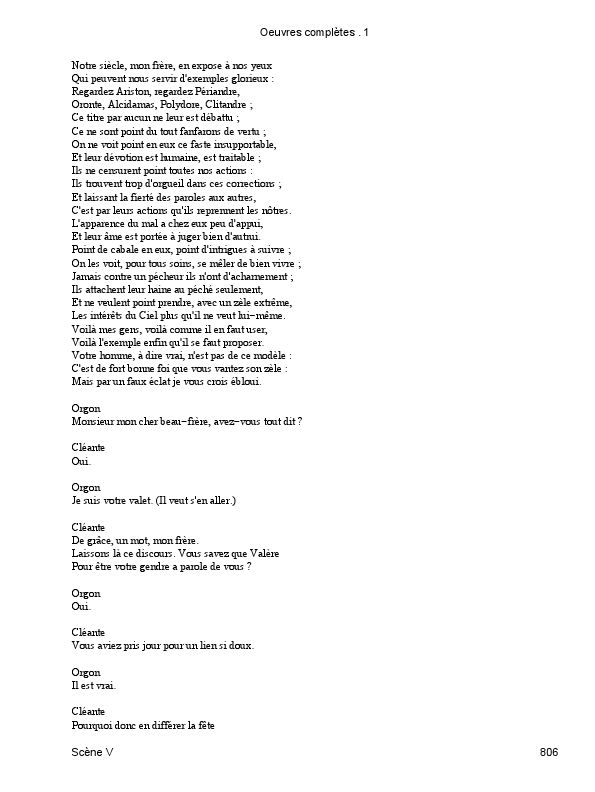 Oeuvres complètes . 1
Notre siècle, mon frère, en expose à nos yeux
Qui peuvent nous servir d'exemples glorieux :
Regardez Ariston, regardez Périandre,
Oronte, Alcidamas, Polydore, Clitandre ;
Ce titre par aucun ne leur est débattu ;
Ce ne sont point du tout fanfarons de vertu ;
On ne voit point en eux ce faste insupportable,
Et leur dévotion est humaine, est traitable ;
Ils ne censurent point toutes nos actions :
Ils trouvent trop d'orgueil dans ces corrections ;
Et laissant la fierté des paroles aux autres,
C'est par leurs actions qu'ils reprennent les nôtres.
L'apparence du mal a chez eux peu d'appui,
Et leur âme est portée à juger bien d'autrui.
Point de cabale en eux, point d'intrigues à suivre ;
On les voit, pour tous soins, se mêler de bien vivre ;
Jamais contre un pécheur ils n'ont d'acharnement ;
Ils attachent leur haine au péché seulement,
Et ne veulent point prendre, avec un zèle extrême,
Les intérêts du Ciel plus qu'il ne veut lui−même.
Voilà mes gens, voilà comme il en faut user,
Voilà l'exemple enfin qu'il se faut proposer.
Votre homme, à dire vrai, n'est pas de ce modèle :
C'est de fort bonne foi que vous vantez son zèle :
Mais par un faux éclat je vous crois ébloui.
Orgon
Monsieur mon cher beau−frère, avez−vous tout dit ?
Cléante
Oui.
Orgon
Je suis votre valet. (Il veut s'en aller.)
Cléante
De grâce, un mot, mon frère.
Laissons là ce discours. Vous savez que Valère
Pour être votre gendre a parole de vous ?
Orgon
Oui.
Cléante
Vous aviez pris jour pour un lien si doux.
Orgon
Il est vrai.
Cléante
Pourquoi donc en différer la fête
Scène V
806